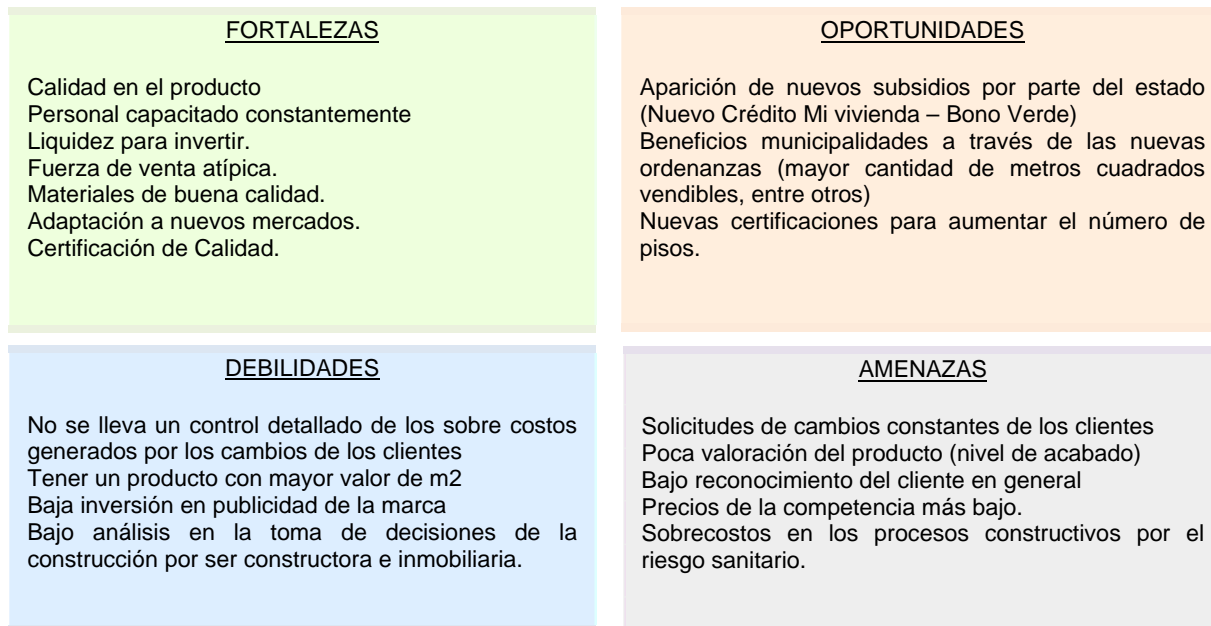 FORTALEZAS
Calidad en el producto
Personal capacitado constantemente
Liquidez para invertir.
Fuerza de venta atípica.
Materiales de buena calidad.
Adaptación a nuevos mercados.
Certificación de Calidad.
OPORTUNIDADES
Aparición de nuevos subsidios por parte del estado
(Nuevo Crédito Mi vivienda – Bono Verde)
Beneficios municipalidades a través de las nuevas
ordenanzas (mayor cantidad de metros cuadrados
vendibles, entre otros)
Nuevas certificaciones para aumentar el número de
pisos.
DEBILIDADES
No se lleva un control detallado de los sobre costos
generados por los cambios de los clientes
Tener un producto con mayor valor de m2
Baja inversión en publicidad de la marca
Bajo análisis en la toma de decisiones de la
construcción por ser constructora e inmobiliaria.
AMENAZAS
Solicitudes de cambios constantes de los clientes
Poca valoración del producto (nivel de acabado)
Bajo reconocimiento del cliente en general
Precios de la competencia más bajo.
Sobrecostos en los procesos constructivos por el
riesgo sanitario.